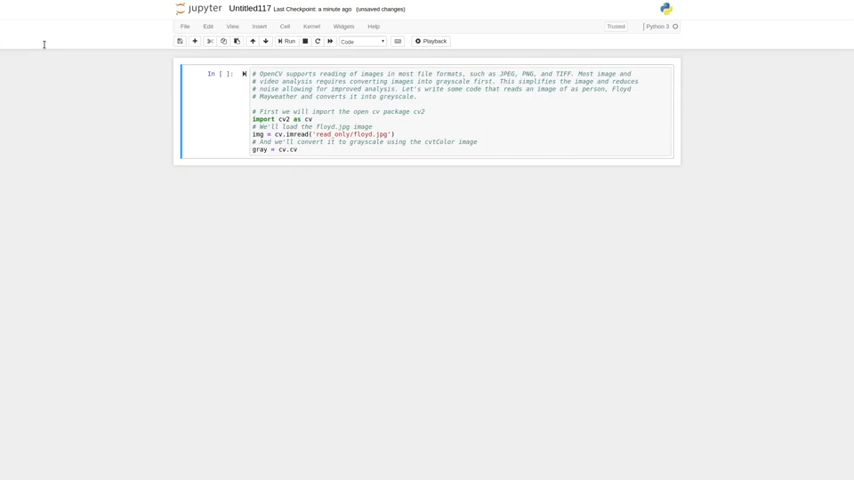 jupyter Untitled117 Last Checkpoint: a minute ago (unsaved changes)
File Edit View Insert Cell Kernel Widgets Help Trusted Python 3
Run Code Playback
In [ ]: # OpenCV supports reading of images in most file formats, such as JPEG, PNG, and TIFF. Most image and
# video analysis requires converting images into greyscale first. This simplifies the image and reduces
# noise allowing for improved analysis. Let's write some code that reads an image of as person, Floyd
# Mayweather and converts it into greyscale.
# First we will import the open cv package cv2
import cv2 as cv
# We'll load the floyd.jpg image
img = cv.imread('read_only/floyd.jpg')
# And we'll convert it to grayscale using the cvtColor image
gray = cv.cv